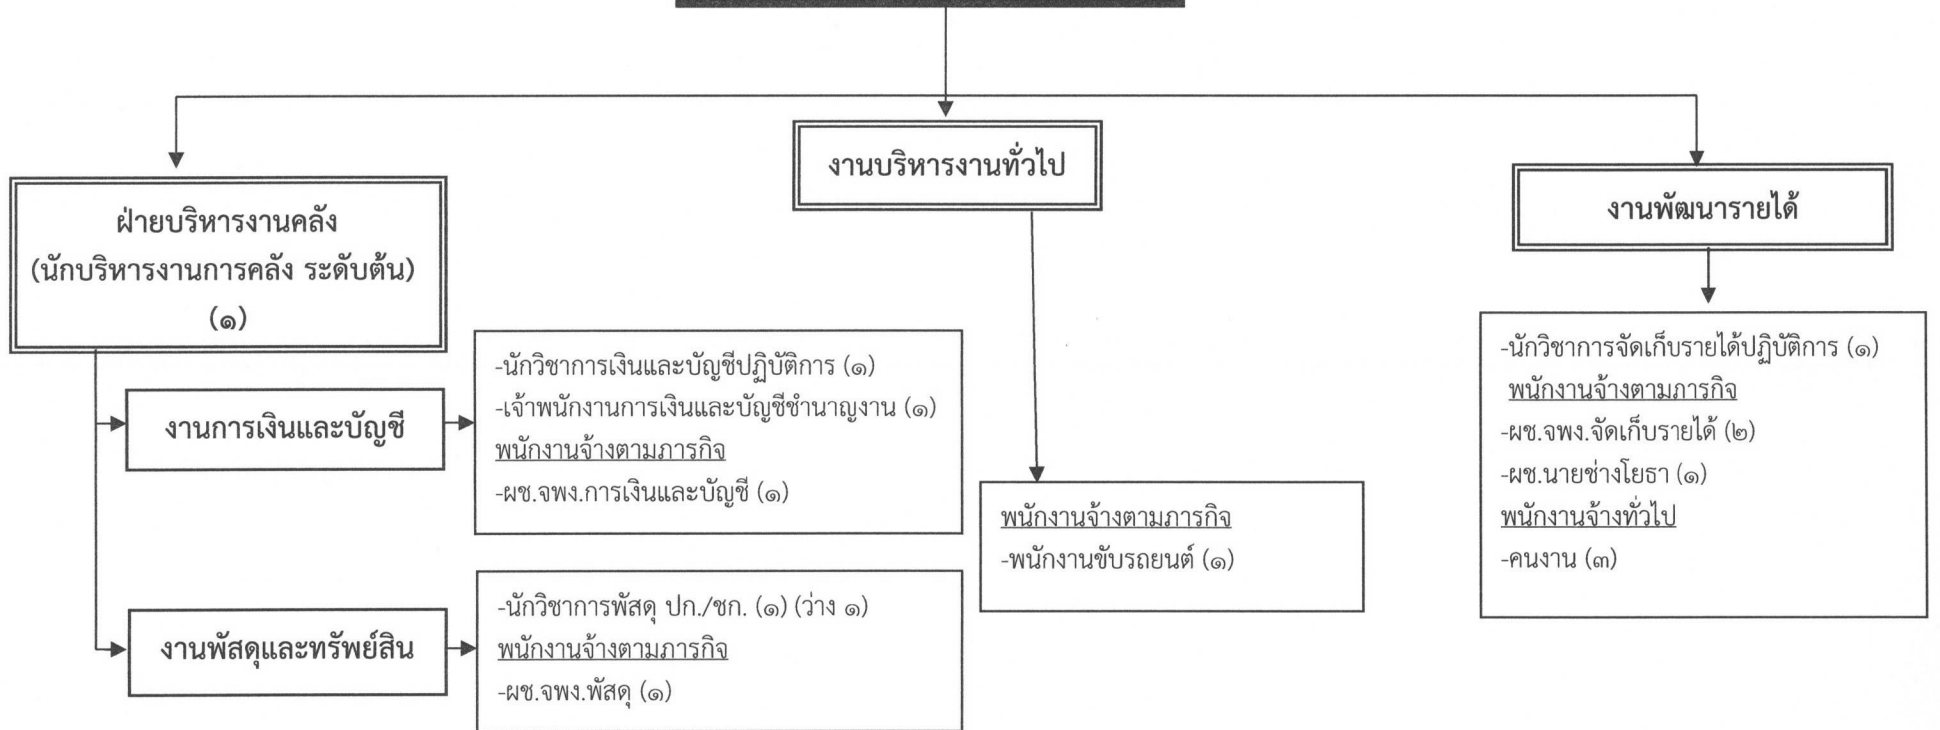 งานบริหารงานทั่วไป
ฝ่ายบริหารงานคลัง
(นักบริหารงานการคลัง ระดับต้น)
(๑)
งานพัฒนารายได้
งานการเงินและบัญชี
-นักวิชาการเงินและบัญชีปฏิบัติการ (๑)
-เจ้าพนักงานการเงินและบัญชีชำนาญงาน (๑)
พนักงานจ้างตามภารกิจ
-ผช.จพง.การเงินและบัญชี (๑)
งานพัสดุและทรัพย์สิน
-นักวิชาการพัสดุ ปก./ชก. (๑) (ว่าง ๑)
พนักงานจ้างตามภารกิจ
-ผช.จพง.พัสดุ (๑)
พนักงานจ้างตามภารกิจ
-พนักงานขับรถยนต์ (๑)
-นักวิชาการจัดเก็บรายได้ปฏิบัติการ (๑)
พนักงานจ้างตามภารกิจ
-ผช.จพง.จัดเก็บรายได้ (๒)
-ผช.นายช่างโยธา (๑)
พนักงานจ้างทั่วไป
-คนงาน (๓)